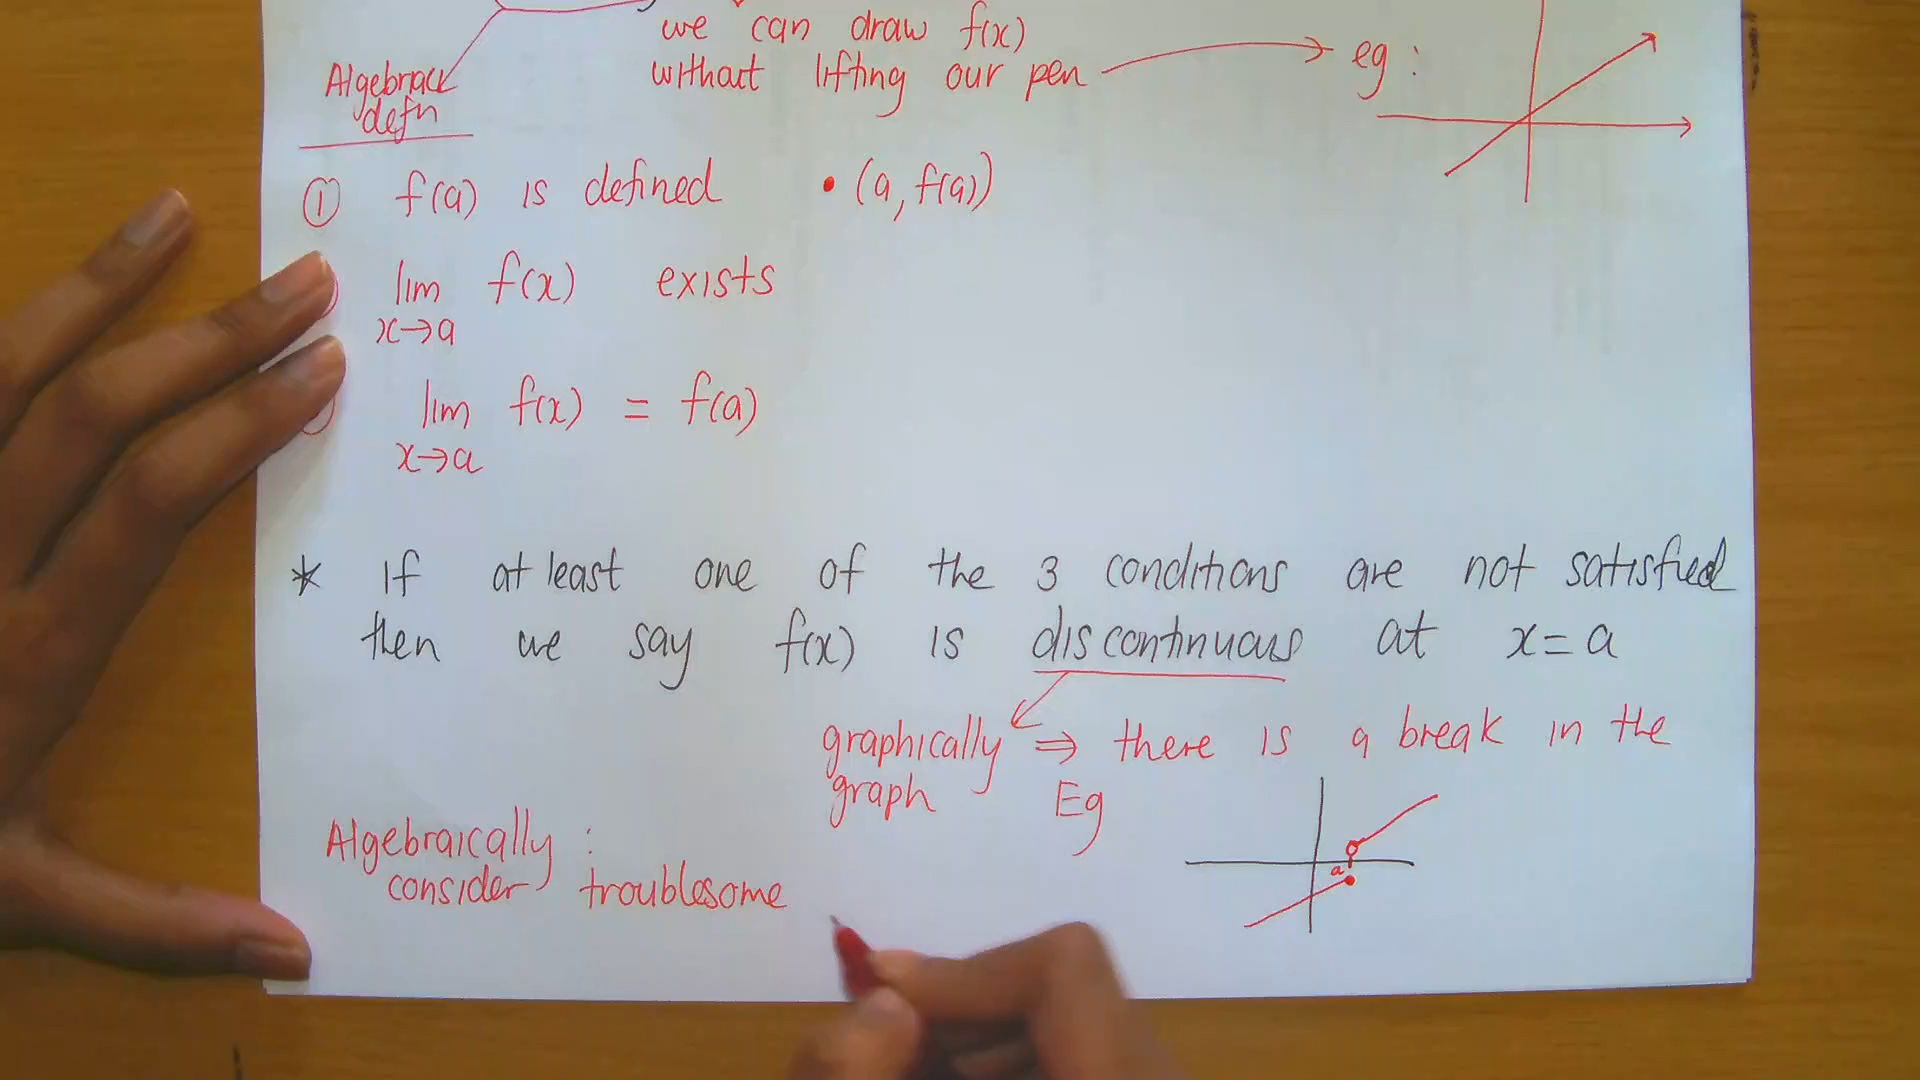 we can draw f(x)
without lifting our pen → eg :
Algebraic
defn
① f(a) is defined • (a, f(a))
lim f(x) exists
x→a
lim f(x) = f(a)
x→a
* If at least one of the 3 conditions are not satisfied
then we say f(x) is discontinuous at x = a
graphically ⇒ there is a break in the
graph Eg
a
Algebraically :
consider troublesome